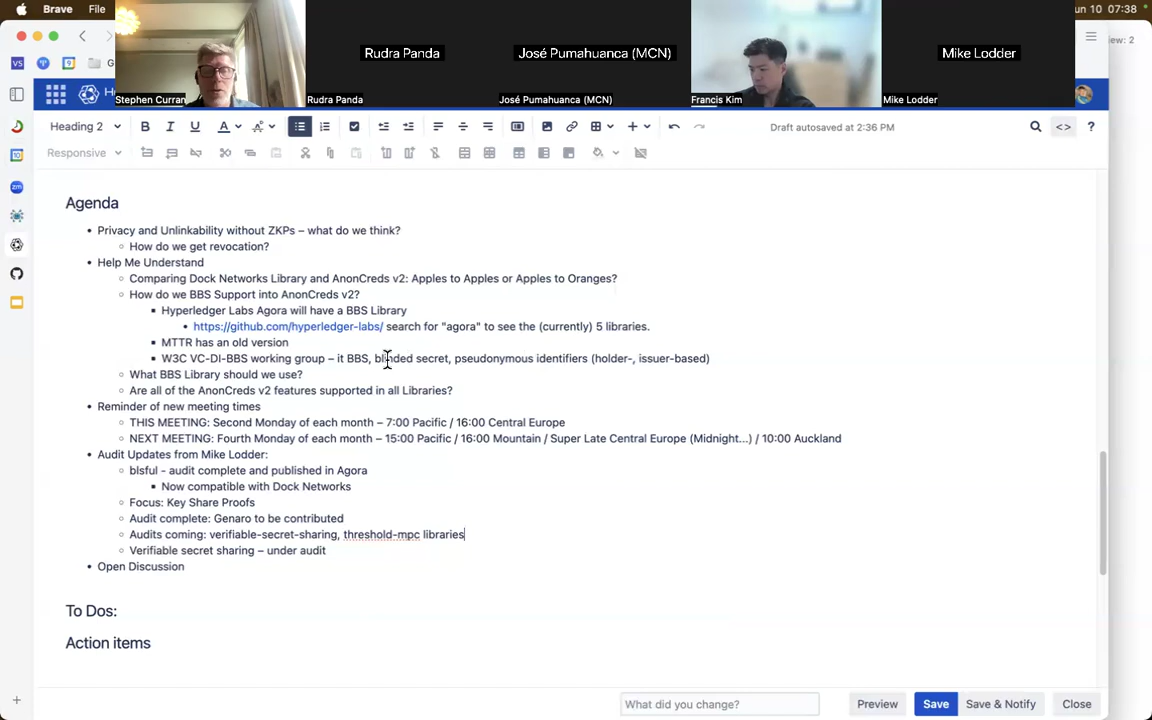 Brave File
un 10 07:38
Rudra Panda
José Pumahuanca (MCN)
Mike Lodder
Stephen Curran
Rudra Panda
José Pumahuanca (MCN)
Francis Kim
Mike Lodder
iew: 2
G
VS
H
Heading 2
B I U A
Draft autosaved at 2:36 PM
<> ?
Responsive
Agenda
• Privacy and Unlinkability without ZKPs – what do we think?
How do we get revocation?
• Help Me Understand
Comparing Dock Networks Library and AnonCreds v2: Apples to Apples or Apples to Oranges?
How do we BBS Support into AnonCreds v2?
Hyperledger Labs Agora will have a BBS Library
• https://github.com/hyperledger-labs/ search for "agora" to see the (currently) 5 libraries.
MTTR has an old version
W3C VC-DI-BBS working group – it BBS, blinded secret, pseudonymous identifiers (holder-, issuer-based)
What BBS Library should we use?
Are all of the AnonCreds v2 features supported in all Libraries?
• Reminder of new meeting times
THIS MEETING: Second Monday of each month – 7:00 Pacific / 16:00 Central Europe
NEXT MEETING: Fourth Monday of each month – 15:00 Pacific / 16:00 Mountain / Super Late Central Europe (Midnight...) / 10:00 Auckland
• Audit Updates from Mike Lodder:
blsful - audit complete and published in Agora
Now compatible with Dock Networks
Focus: Key Share Proofs
Audit complete: Genaro to be contributed
Audits coming: verifiable-secret-sharing, threshold-mpc libraries
Verifiable secret sharing – under audit
• Open Discussion
To Dos:
Action items
What did you change?
Preview
Save
Save & Notify
Close